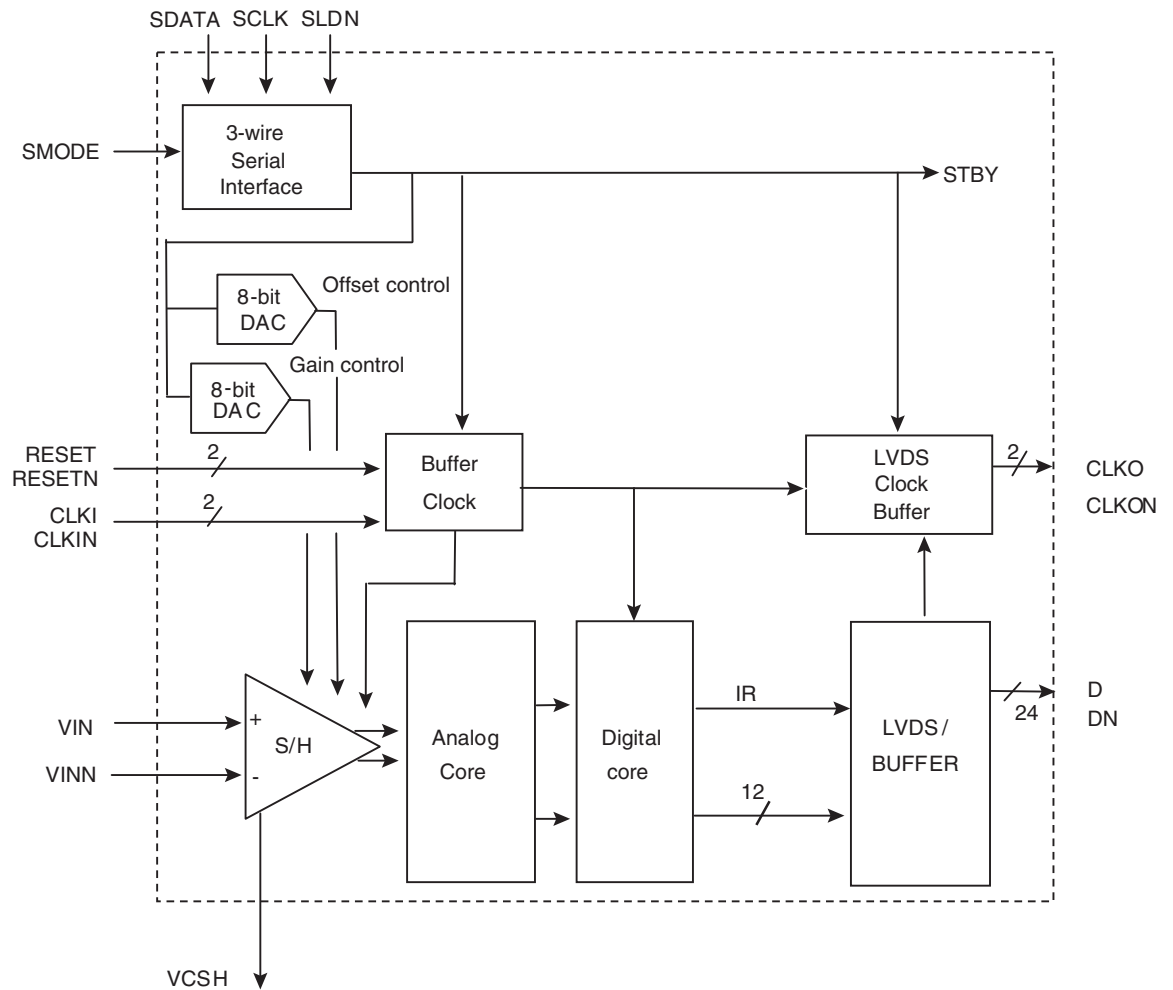 SDATA SCLK SLDN
SMODE
3-wire
Serial
Interface
STBY
8-bit
DAC
Offset control
Gain control
8-bit
DAC
RESET
RESETN
2
CLKI
CLKIN
2
Buffer
Clock
LVDS
Clock
Buffer
2
CLKO
CLKON
VIN
VINN
+
-
S/H
Analog
Core
Digital
core
IR
12
LVDS/
BUFFER
24
D
DN
VCSH